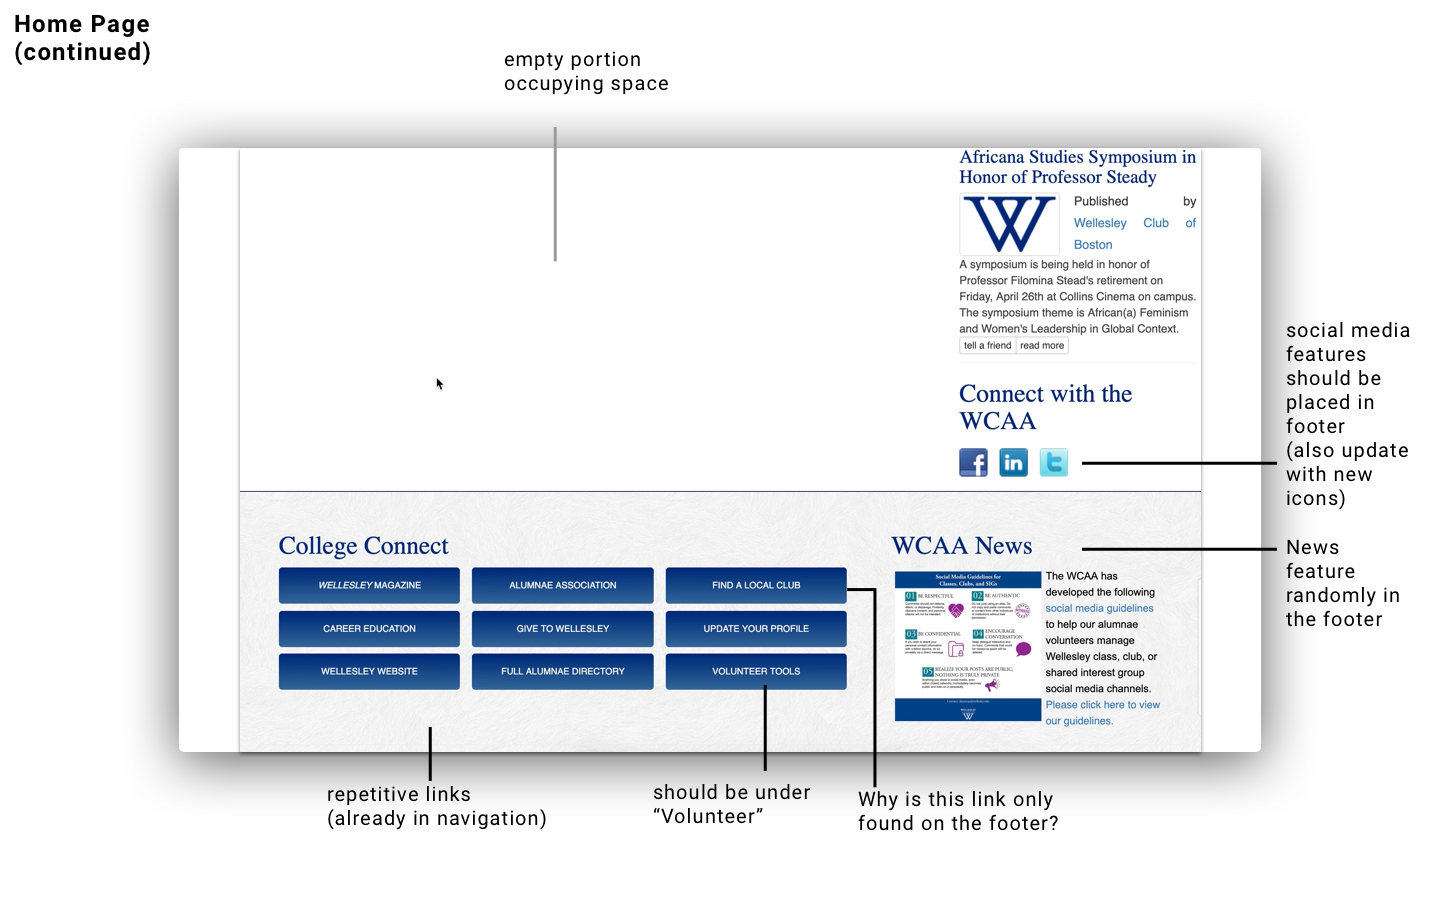 Home Page
(continued)
empty portion
occupying space
Africana Studies Symposium in
Honor of Professor Steady
W
Published by
Wellesley Club of
Boston
A symposium is being held in honor of
Professor Filomina Stead's retirement on
Friday, April 26th at Collins Cinema on campus.
The symposium theme is African(a) Feminism
and Women's Leadership in Global Context.
tell a friend
read more
Connect with the
WCAA
f
in
t
social media
features
should be
placed in
footer
(also update
with new
icons)
College Connect
WELLESLEY MAGAZINE
ALUMNAE ASSOCIATION
FIND A LOCAL CLUB
CAREER EDUCATION
GIVE TO WELLESLEY
UPDATE YOUR PROFILE
WELLESLEY WEBSITE
FULL ALUMNAE DIRECTORY
VOLUNTEER TOOLS
WCAA News
Social Media Guidelines for
Classes, Clubs, and SIGs
01 BE RESPECTFUL
02 BE AUTHENTIC
03 BE CONFIDENTIAL
04 ENCOURAGE
CONVERSATION
05 REALIZE YOUR POSTS ARE PUBLIC;
NOTHING IS TRULY PRIVATE
W
The WCAA has
developed the following
social media guidelines
to help our alumnae
volunteers manage
Wellesley class, club, or
shared interest group
social media channels.
Please click here to view
our guidelines.
News
feature
randomly in
the footer
repetitive links
(already in navigation)
should be under
“Volunteer”
Why is this link only
found on the footer?